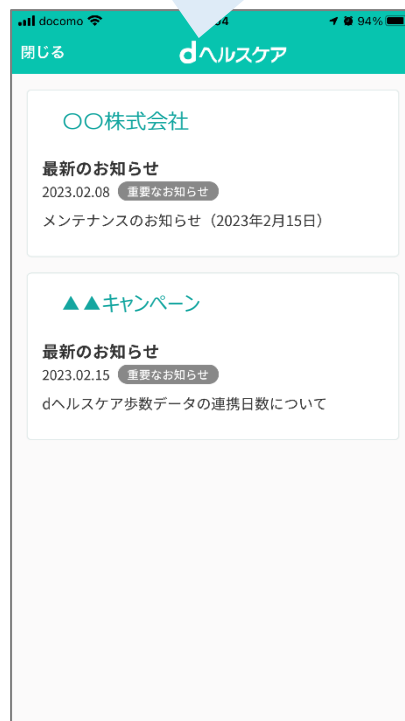 docomo 94%
閉じる dヘルスケア
〇〇株式会社
最新のお知らせ
2023.02.08 重要なお知らせ
メンテナンスのお知らせ（2023年2月15日）
▲▲キャンペーン
最新のお知らせ
2023.02.15 重要なお知らせ
dヘルスケア歩数データの連携日数について